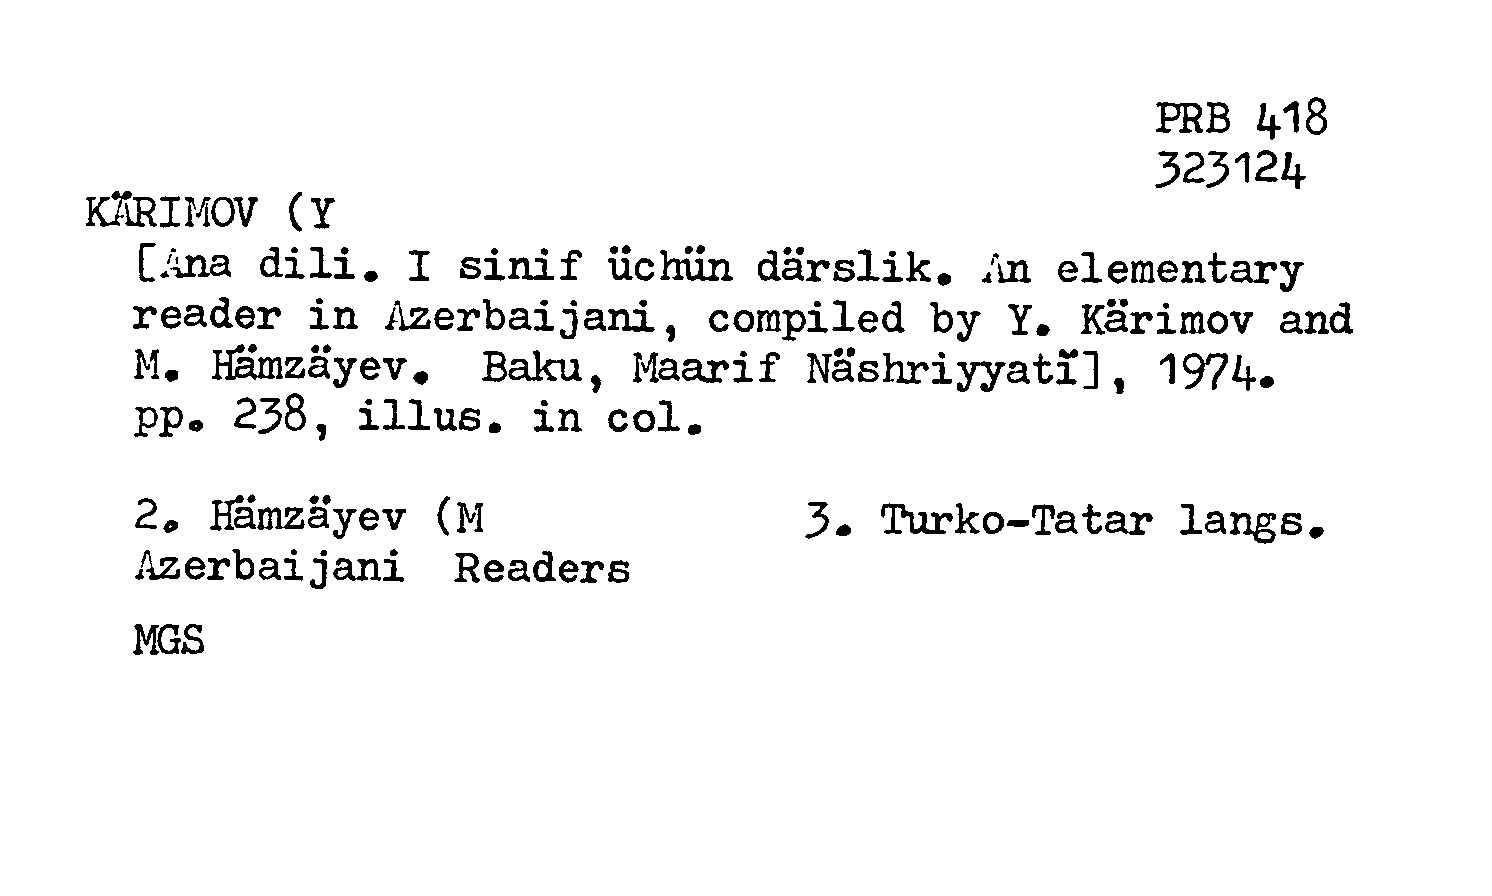 PRB 418
323124
KÄRIMOV (Y
[Ana dili. I sinif üchün därslik. An elementary
reader in Azerbaijani, compiled by Y. Kärimov and
M. Hämzäyev. Baku, Maarif Näshriyyatĭ], 1974.
pp. 238, illus. in col.
2. Hämzäyev (M 3. Turko-Tatar langs.
Azerbaijani Readers
MGS